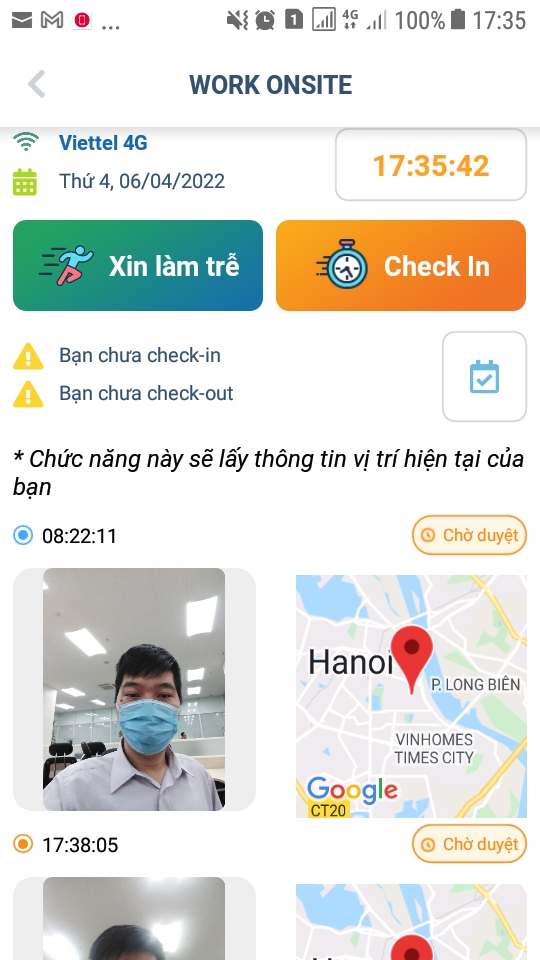 ... 1 4G 100% 17:35
WORK ONSITE
Viettel 4G
Thứ 4, 06/04/2022
17:35:42
Xin làm trễ
Check In
Bạn chưa check-in
Bạn chưa check-out
* Chức năng này sẽ lấy thông tin vị trí hiện tại của
bạn
08:22:11
Chờ duyệt
Hanoi
P. LONG BIÊN
VINHOMES
TIMES CITY
Google
CT20
17:38:05
Chờ duyệt